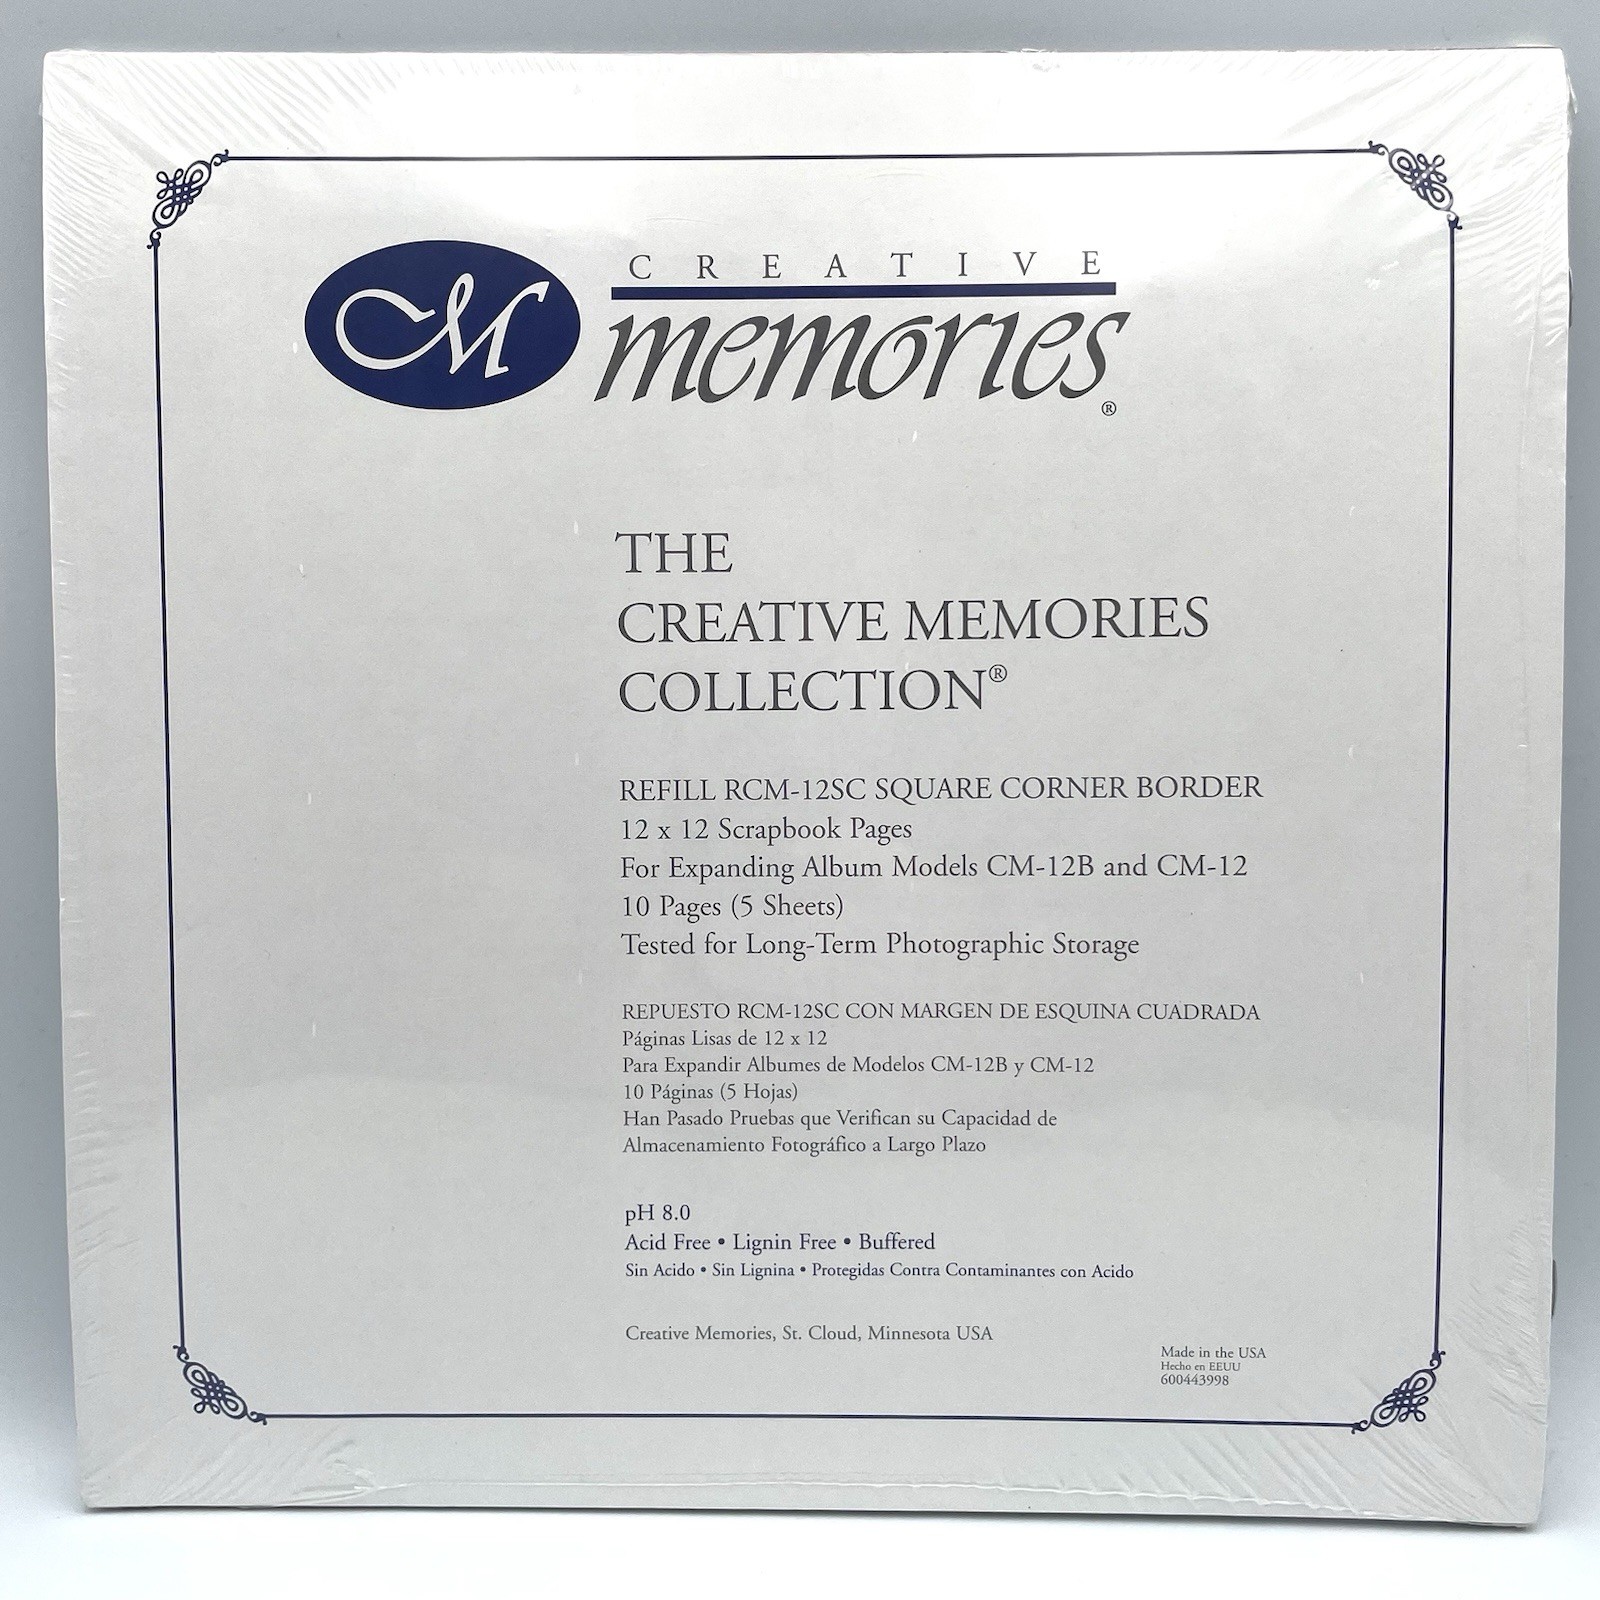 CREATIVE
CM memories®
THE
CREATIVE MEMORIES
COLLECTION®
REFILL RCM-12SC SQUARE CORNER BORDER
12 x 12 Scrapbook Pages
For Expanding Album Models CM-12B and CM-12
10 Pages (5 Sheets)
Tested for Long-Term Photographic Storage
REPUESTO RCM-12SC CON MARGEN DE ESQUINA CUADRADA
Páginas Lisas de 12 x 12
Para Expandir Albumes de Modelos CM-12B y CM-12
10 Páginas (5 Hojas)
Han Pasado Pruebas que Verifican su Capacidad de
Almacenamiento Fotográfico a Largo Plazo
pH 8.0
Acid Free • Lignin Free • Buffered
Sin Acido • Sin Lignina • Protegidas Contra Contaminantes con Acido
Creative Memories, St. Cloud, Minnesota USA
Made in the USA
Hecho en EEUU
600443998